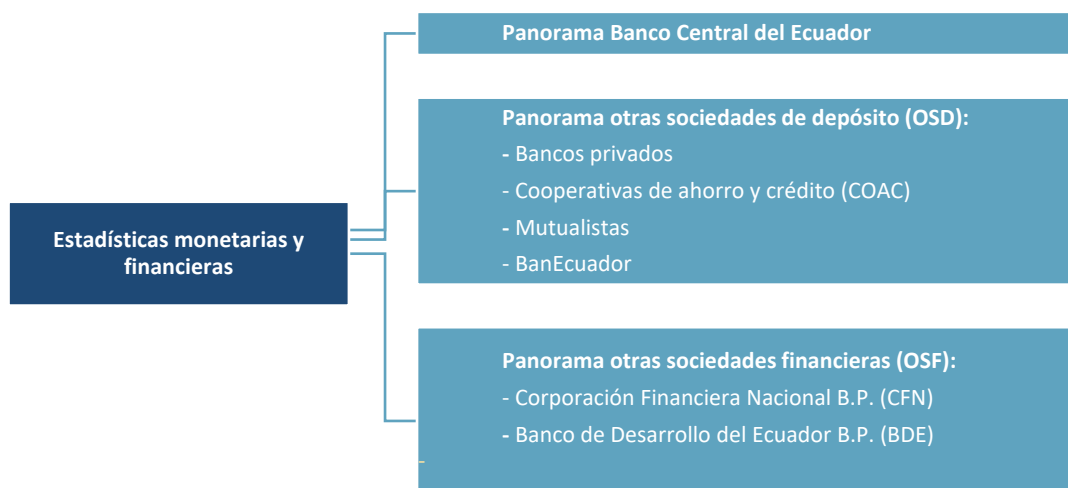 Panorama Banco Central del Ecuador
Panorama otras sociedades de depósito (OSD):
- Bancos privados
- Cooperativas de ahorro y crédito (COAC)
- Mutualistas
- BanEcuador
Estadísticas monetarias y
financieras
Panorama otras sociedades financieras (OSF):
- Corporación Financiera Nacional B.P. (CFN)
- Banco de Desarrollo del Ecuador B.P. (BDE)
-